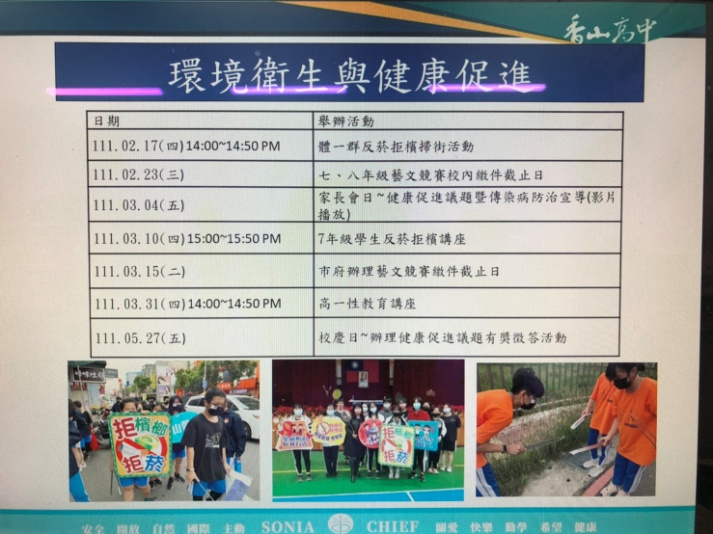 香山高中
環境衛生與健康促進
日期 舉辦活動
111.02.17(四)14:00~14:50 PM 體一群反菸拒檳掃街活動
111.02.23(三) 七、八年級藝文競賽校內繳件截止日
111.03.04(五) 家長會日~健康促進議題暨傳染病防治宣導(影片
播放)
111.03.10(四)15:00~15:50 PM 7年級學生反菸拒檳講座
111.03.15(二) 市府辦理藝文競賽繳件截止日
111.03.31(四)14:00~14:50 PM 高一性教育講座
111.05.27(五) 校慶日~辦理健康促進議題有獎徵答活動
拒檳榔
拒菸
拒檳榔
拒菸
安全 開放 自然 國際 主動 SONIA CHIEF 關愛 快樂 勤學 希望 健康